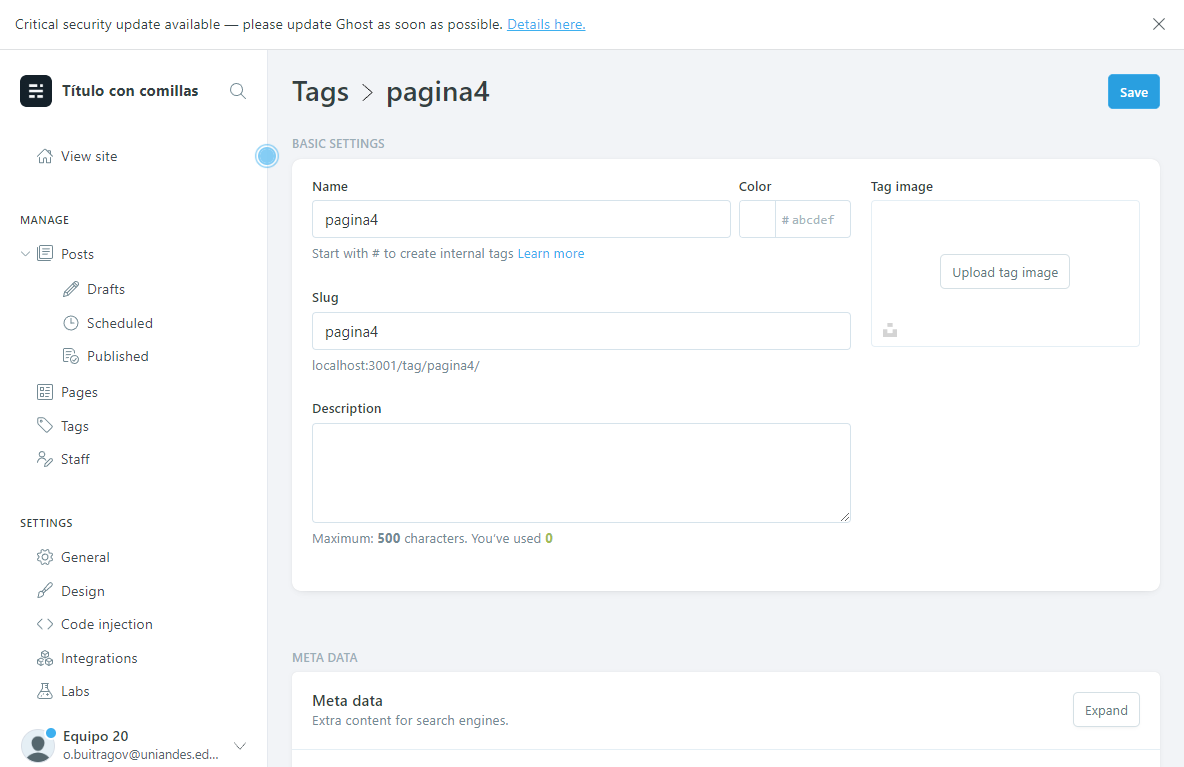 Critical security update available — please update Ghost as soon as possible. Details here.
Título con comillas
View site
MANAGE
Posts
Drafts
Scheduled
Published
Pages
Tags
Staff
SETTINGS
General
Design
Code injection
Integrations
Labs
Equipo 20
o.buitragov@uniandes.ed...
Tags > pagina4
Save
BASIC SETTINGS
Name
pagina4
Start with # to create internal tags Learn more
Color
# abcdef
Slug
pagina4
localhost:3001/tag/pagina4/
Description
Maximum: 500 characters. You've used 0
Tag image
Upload tag image
META DATA
Meta data
Extra content for search engines.
Expand